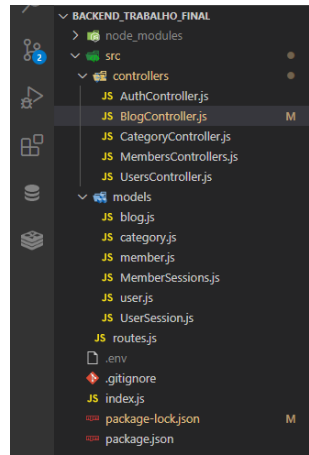 BACKEND_TRABALHO_FINAL
node_modules
src
controllers
JS AuthController.js
JS BlogController.js M
JS CategoryController.js
JS MembersControllers.js
JS UsersController.js
models
JS blog.js
JS category.js
JS member.js
JS MemberSessions.js
JS user.js
JS UserSession.js
JS routes.js
.env
.gitignore
JS index.js
package-lock.json M
package.json
2